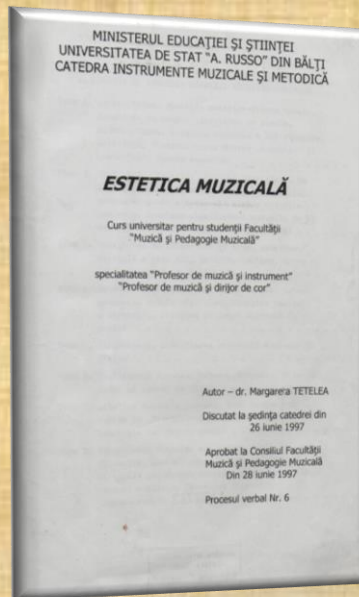 MINISTERUL EDUCAŢIEI ŞI ŞTIINŢEI
UNIVERSITATEA DE STAT "A. RUSSO" DIN BĂLŢI
CATEDRA INSTRUMENTE MUZICALE ŞI METODICĂ
ESTETICA MUZICALĂ
Curs universitar pentru studenţii Facultăţii
"Muzică şi Pedagogie Muzicală"
specialitatea "Profesor de muzică şi instrument"
"Profesor de muzică şi dirijor de cor"
Autor – dr. Margareta TETELEA
Discutat la şedinţa catedrei din
26 iunie 1997
Aprobat la Consiliul Facultăţii
Muzică şi Pedagogie Muzicală
Din 28 iunie 1997
Procesul verbal Nr. 6